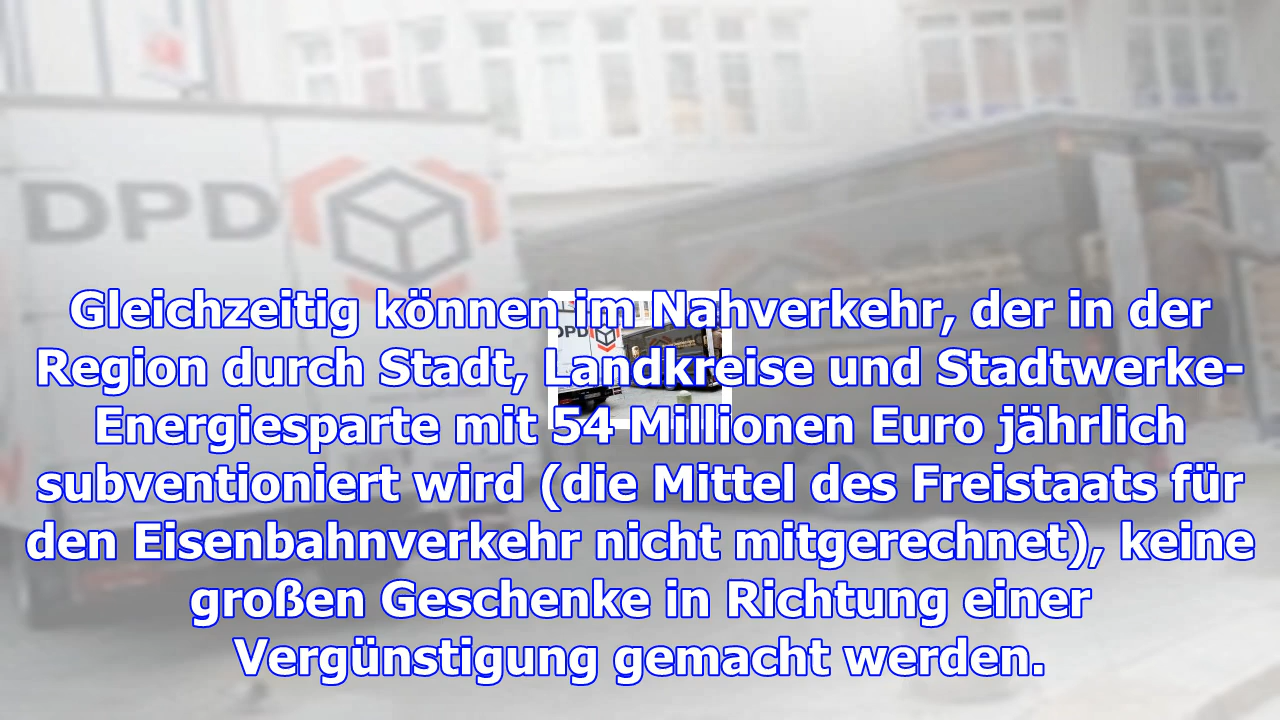 DPD
DPD
Gleichzeitig können im Nahverkehr, der in der
Region durch Stadt, Landkreise und Stadtwerke-
Energiesparte mit 54 Millionen Euro jährlich
subventioniert wird (die Mittel des Freistaats für
den Eisenbahnverkehr nicht mitgerechnet), keine
großen Geschenke in Richtung einer
Vergünstigung gemacht werden.